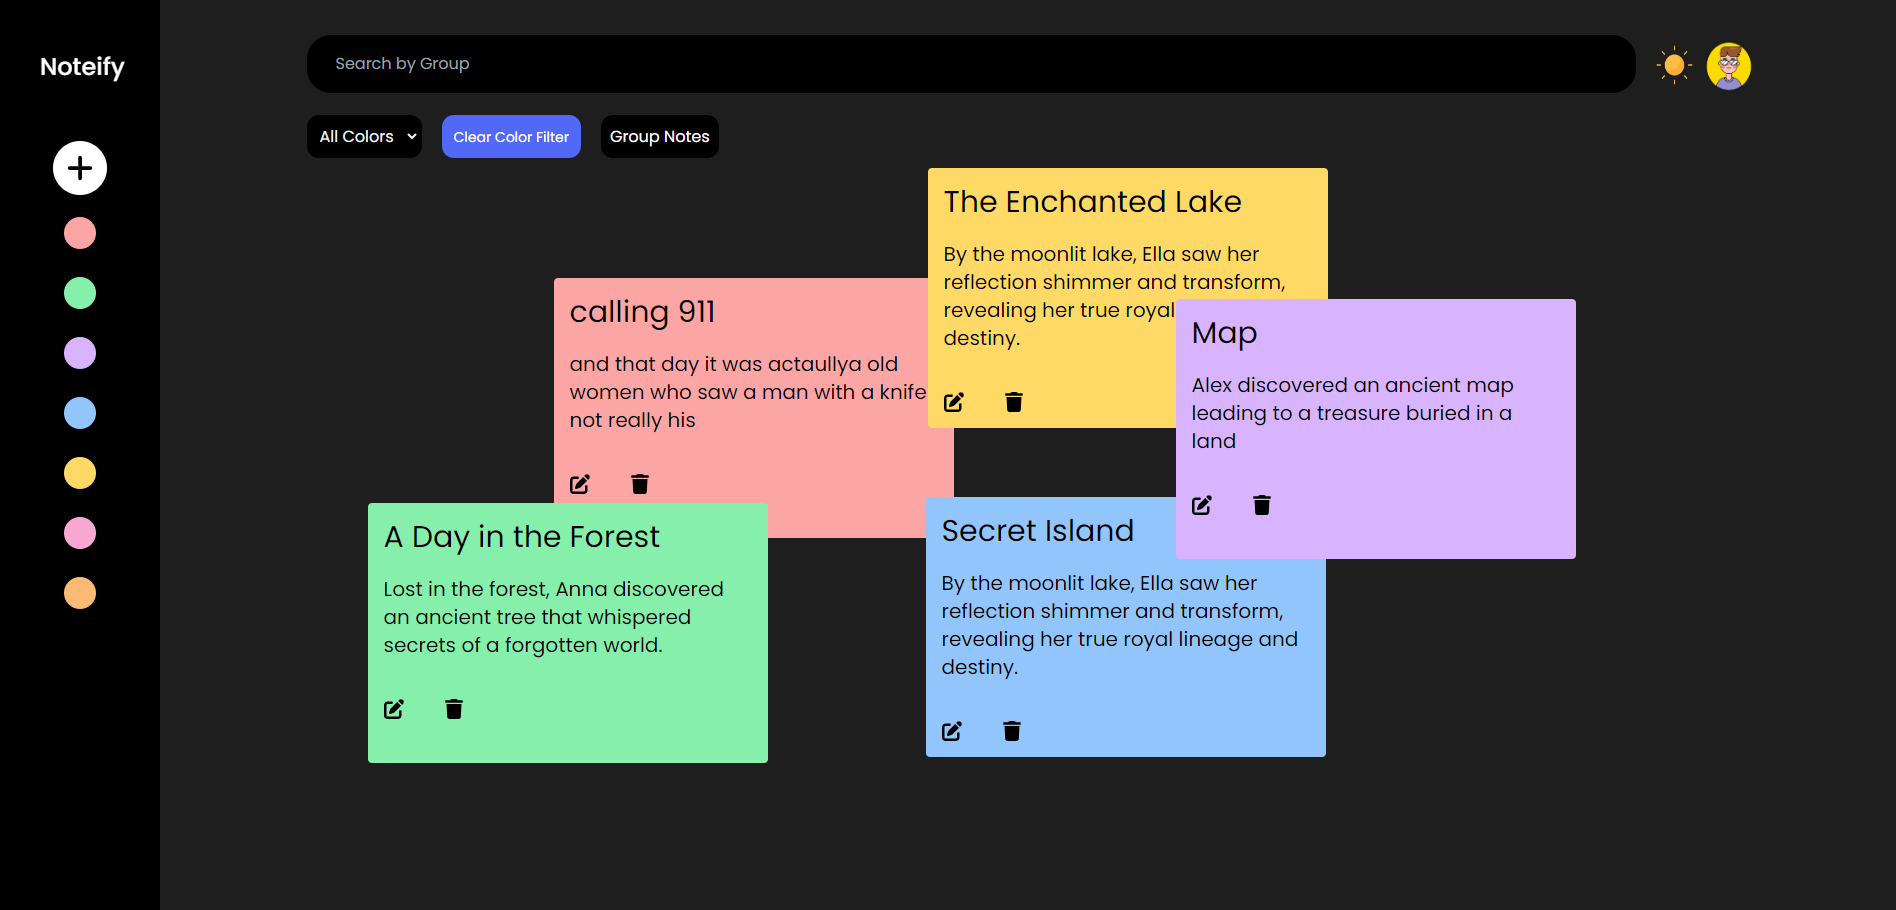 Noteify
Search by Group
All Colors
Clear Color Filter
Group Notes
The Enchanted Lake
By the moonlit lake, Ella saw her
reflection shimmer and transform,
revealing her true royal
destiny.
calling 911
and that day it was actaullya old
women who saw a man with a knife
not really his
Map
Alex discovered an ancient map
leading to a treasure buried in a
land
A Day in the Forest
Lost in the forest, Anna discovered
an ancient tree that whispered
secrets of a forgotten world.
Secret Island
By the moonlit lake, Ella saw her
reflection shimmer and transform,
revealing her true royal lineage and
destiny.